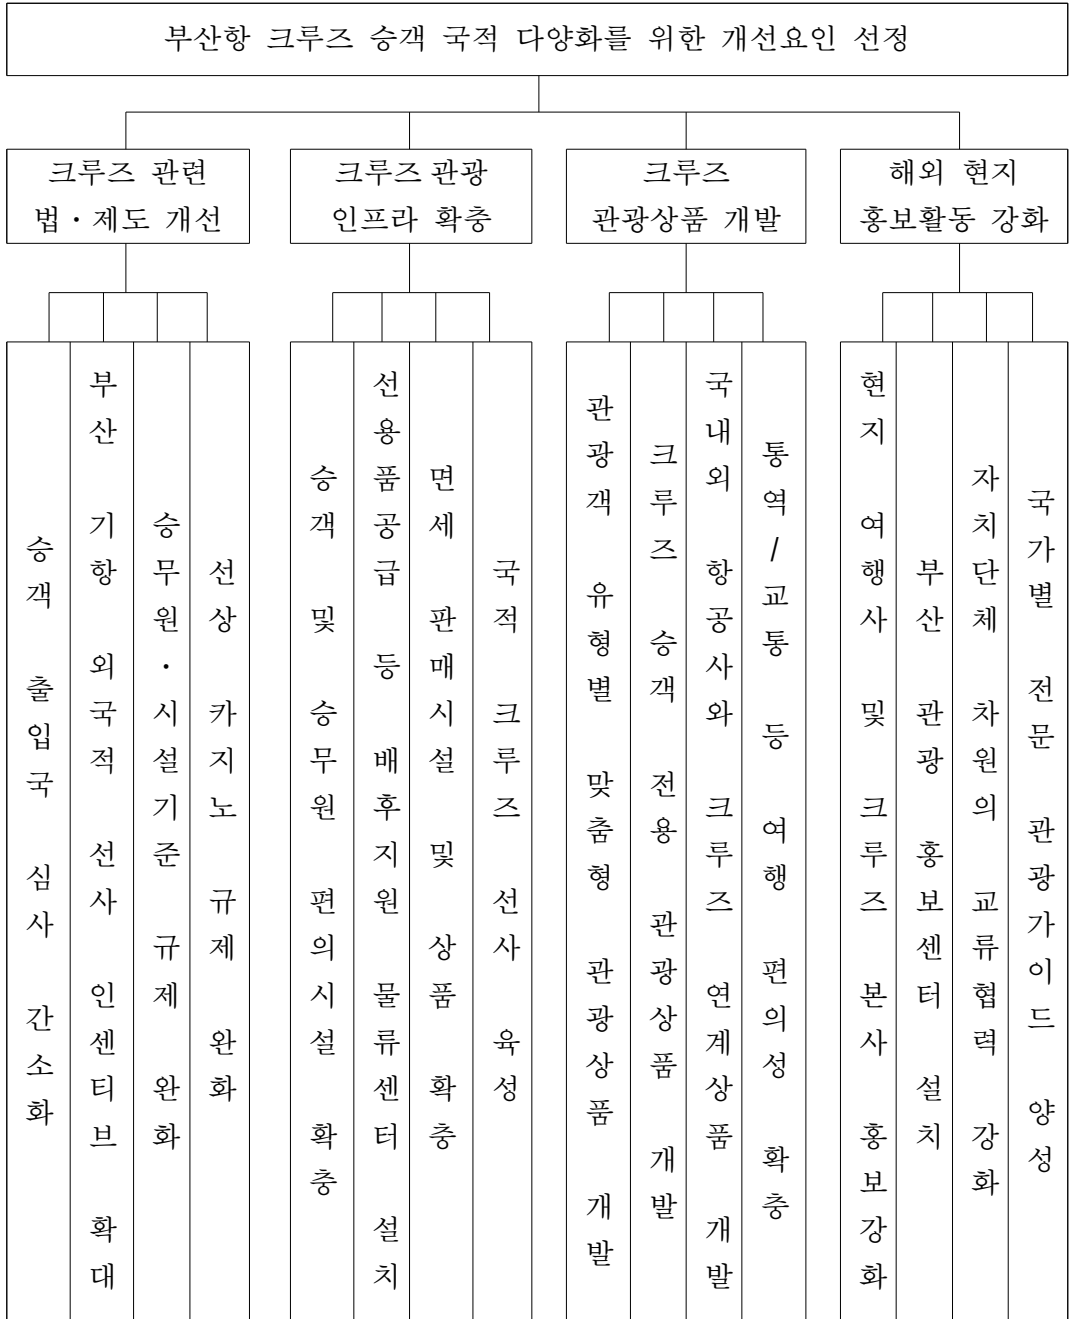 부산항 크루즈 승객 국적 다양화를 위한 개선요인 선정
크루즈 관련
법·제도 개선
크루즈 관광
인프라 확충
크루즈
관광상품 개발
해외 현지
홍보활동 강화
승객 출입국 심사 간소화
부산 기항 외국적 선사 인센티브 확대
승무원·시설기준 규제 완화
선상 카지노 규제 완화
승객 및 승무원 편의시설 확충
선용품공급 등 배후지원 물류센터 설치
면세 판매시설 및 상품 확충
국적 크루즈 선사 육성
관광객 유형별 맞춤형 관광상품 개발
크루즈 승객 전용 관광상품 개발
국내외 항공사와 크루즈 연계상품 개발
통역/교통 등 여행 편의성 확충
현지 여행사 및 크루즈 본사 홍보강화
부산 관광 홍보센터 설치
자치단체 차원의 교류협력 강화
국가별 전문 관광가이드 양성